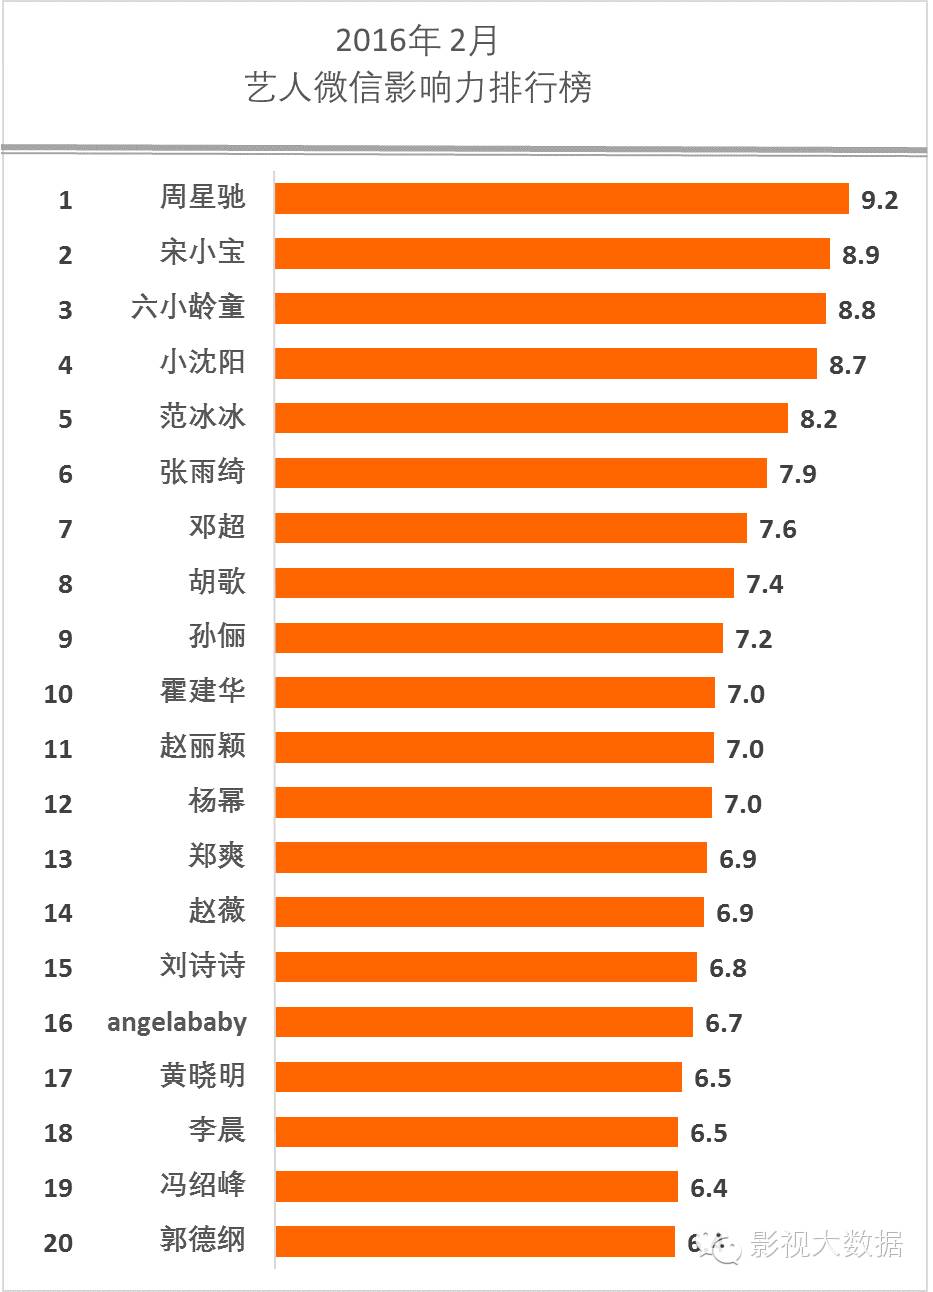 2016年 2月
艺人微信影响力排行榜
1 周星驰 9.2
2 宋小宝 8.9
3 六小龄童 8.8
4 小沈阳 8.7
5 范冰冰 8.2
6 张雨绮 7.9
7 邓超 7.6
8 胡歌 7.4
9 孙俪 7.2
10 霍建华 7.0
11 赵丽颖 7.0
12 杨幂 7.0
13 郑爽 6.9
14 赵薇 6.9
15 刘诗诗 6.8
16 angelababy 6.7
17 黄晓明 6.5
18 李晨 6.5
19 冯绍峰 6.4
20 郭德纲
影视大数据